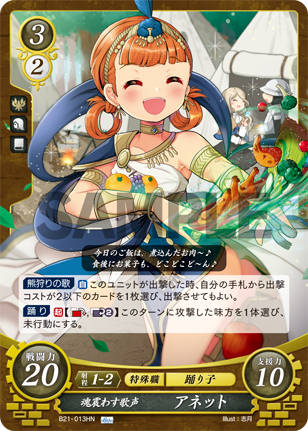 3
2
SAMPLE
今日のご飯は、煮込んだお肉〜♪
食後にお菓子も、どこどこど〜ん♪
熊狩りの歌 自 このユニットが出撃した時、自分の手札から出撃
コストが2以下のカードを1枚選び、出撃させてもよい。
踊り 起 【 、 2】 このターンに攻撃した味方を1体選び、
未行動にする。
戦闘力
20
射程 1-2 特殊職 踊り子
支援力
10
魂震わす歌声 アネット
B21-013HN
Illust:志月